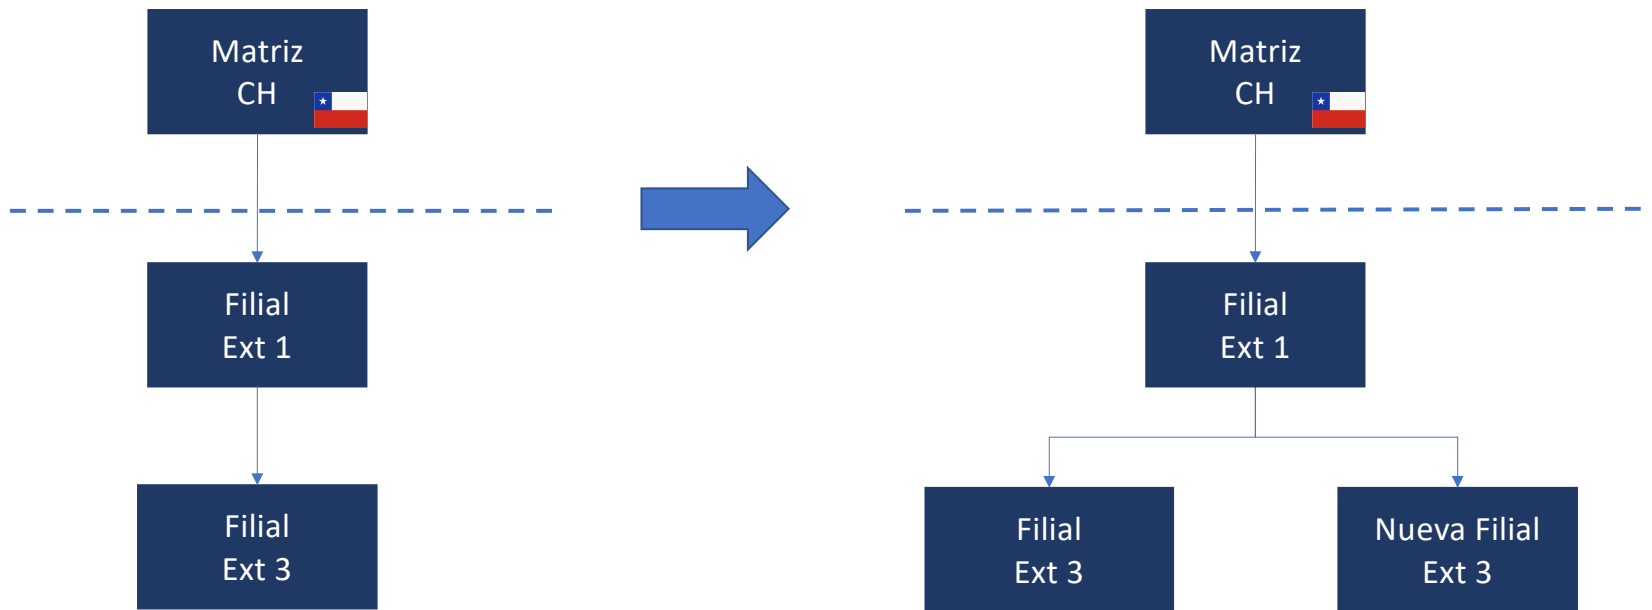 Matriz
CH
Filial
Ext 1
Filial
Ext 3
Matriz
CH
Filial
Ext 1
Filial
Ext 3
Nueva Filial
Ext 3